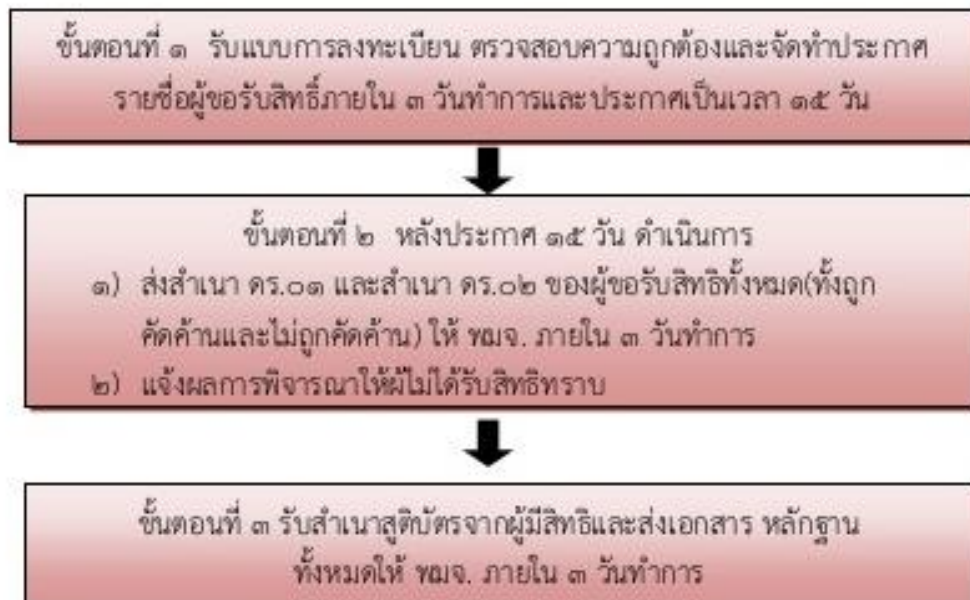 ขั้นตอนที่ ๑ รับแบบการลงทะเบียน ตรวจสอบความถูกต้องและจัดทำประกาศ
รายชื่อผู้ขอรับสิทธิ์ภายใน ๓ วันทำการและประกาศเป็นเวลา ๑๕ วัน
ขั้นตอนที่ ๒ หลังประกาศ ๑๕ วัน ดำเนินการ
๑) ส่งสำเนา ดร.๐๑ และสำเนา ดร.๐๒ ของผู้ขอรับสิทธิทั้งหมด(ทั้งถูก
คัดค้านและไม่ถูกคัดค้าน) ให้ พมจ. ภายใน ๓ วันทำการ
๒) แจ้งผลการพิจารณาให้ผู้ไม่ได้รับสิทธิทราบ
ขั้นตอนที่ ๓ รับสำเนาสูติบัตรจากผู้มีสิทธิและส่งเอกสาร หลักฐาน
ทั้งหมดให้ พมจ. ภายใน ๓ วันทำการ